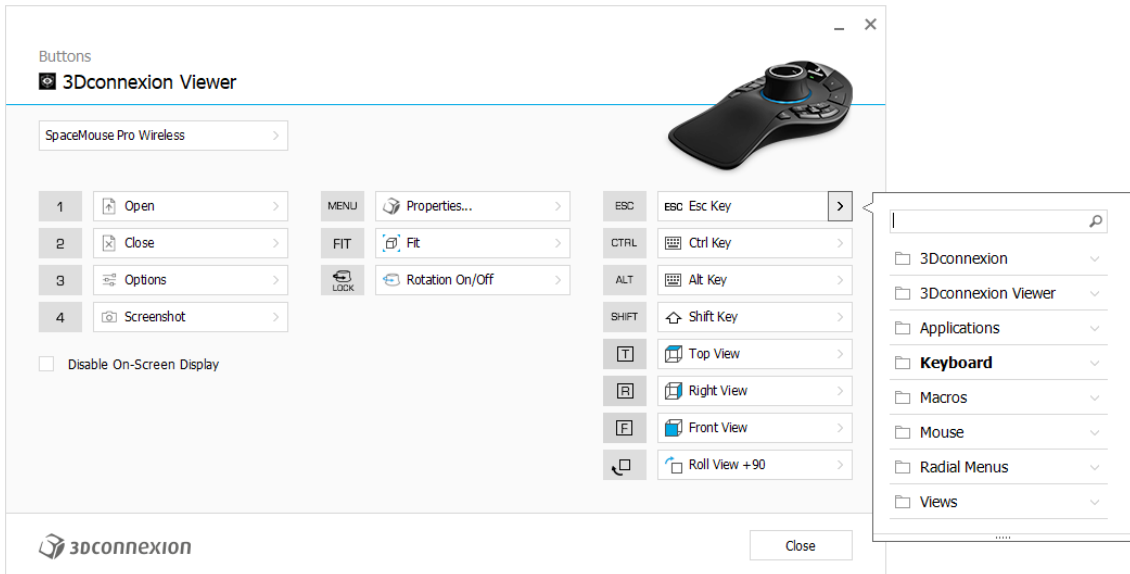 Buttons
3Dconnexion Viewer
SpaceMouse Pro Wireless
1 Open
2 Close
3 Options
4 Screenshot
Disable On-Screen Display
MENU Properties...
FIT Fit
LOCK Rotation On/Off
ESC ESC Esc Key
CTRL Ctrl Key
ALT Alt Key
SHIFT Shift Key
T Top View
R Right View
F Front View
Roll View +90
3Dconnexion
3Dconnexion Viewer
Applications
Keyboard
Macros
Mouse
Radial Menus
Views
3Dconnexion
Close